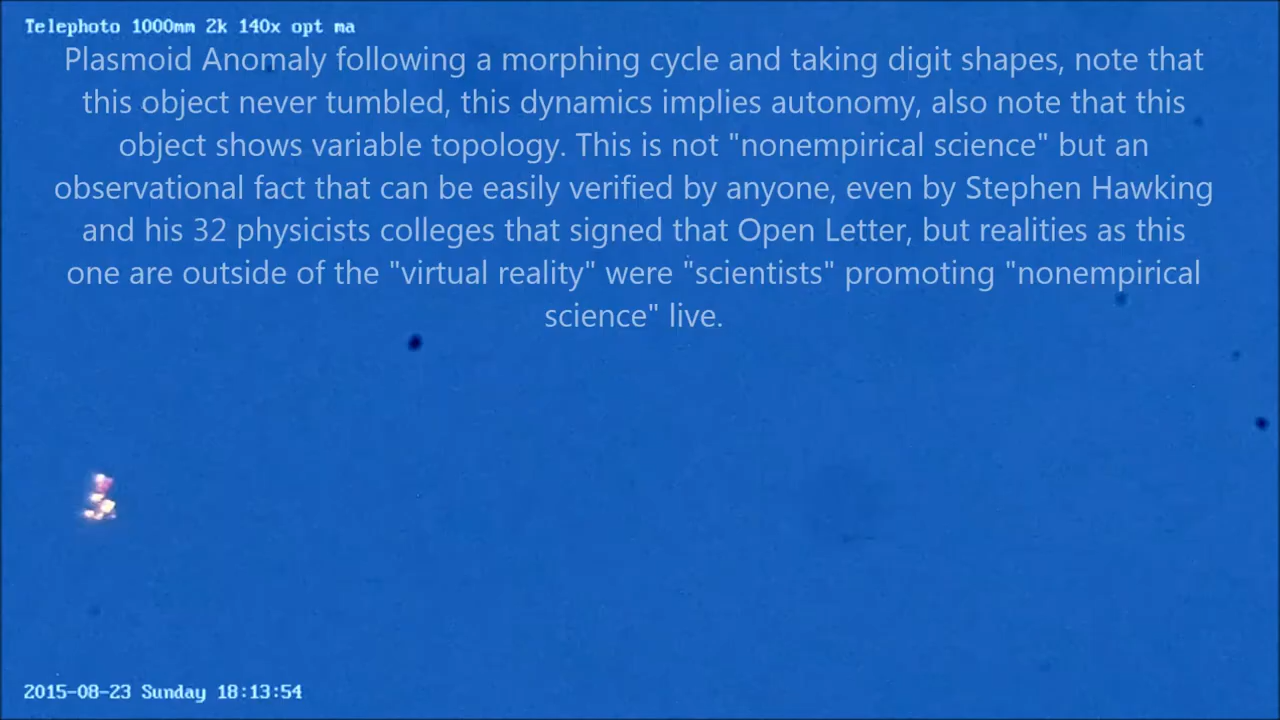 Telephoto 1000mm 2k 140x opt ma
Plasmoid Anomaly following a morphing cycle and taking digit shapes, note that
this object never tumbled, this dynamics implies autonomy, also note that this
object shows variable topology. This is not "nonempirical science" but an
observational fact that can be easily verified by anyone, even by Stephen Hawking
and his 32 physicists colleges that signed that Open Letter, but realities as this
one are outside of the "virtual reality" were "scientists" promoting "nonempirical
science" live.
2015-08-23 Sunday 18:13:54